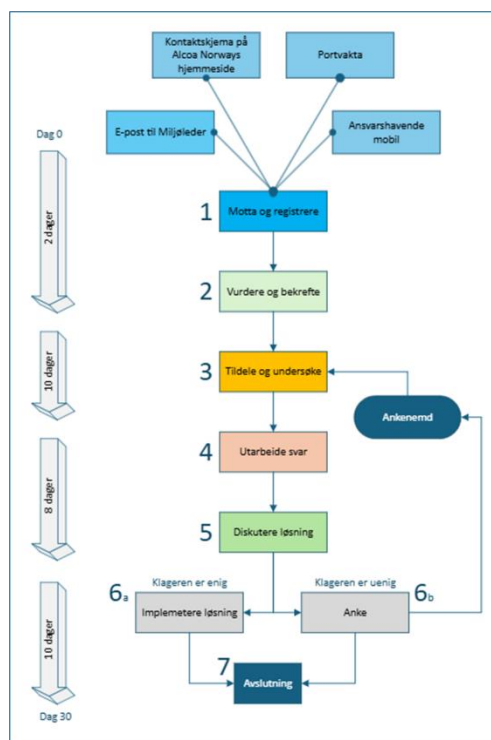 Kontaktskjema på
Alcoa Norways
hjemmeside
Portvakta
Dag 0
E-post til Miljøleder
Ansvarshavende
mobil
2 dager
1
Motta og registrere
2
Vurdere og bekrefte
10 dager
3
Tildele og undersøke
Ankenemd
4
Utarbeide svar
8 dager
5
Diskutere løsning
Klageren er enig
Klageren er uenig
6a
Implemetere løsning
Anke
6b
10 dager
7
Avslutning
Dag 30